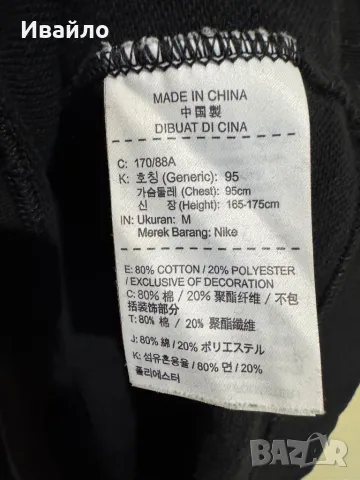 Ивайло
MADE IN CHINA
中国製
DIBUAT DI CINA
C: 170/88A
K: 호칭 (Generic): 95
가슴둘레 (Chest): 95cm
신 장 (Height): 165-175cm
IN: Ukuran: M
Merek Barang: Nike
E: 80% COTTON / 20% POLYESTER
/ EXCLUSIVE OF DECORATION
C: 80% 棉 / 20% 聚酯纤维 / 不包
括装饰部分
T: 80% 棉 / 20% 聚酯纖維
J: 80% 綿 / 20% ポリエステル
K: 섬유혼용율 / 80% 면 / 20%
폴리에스터
BAZAR
bg